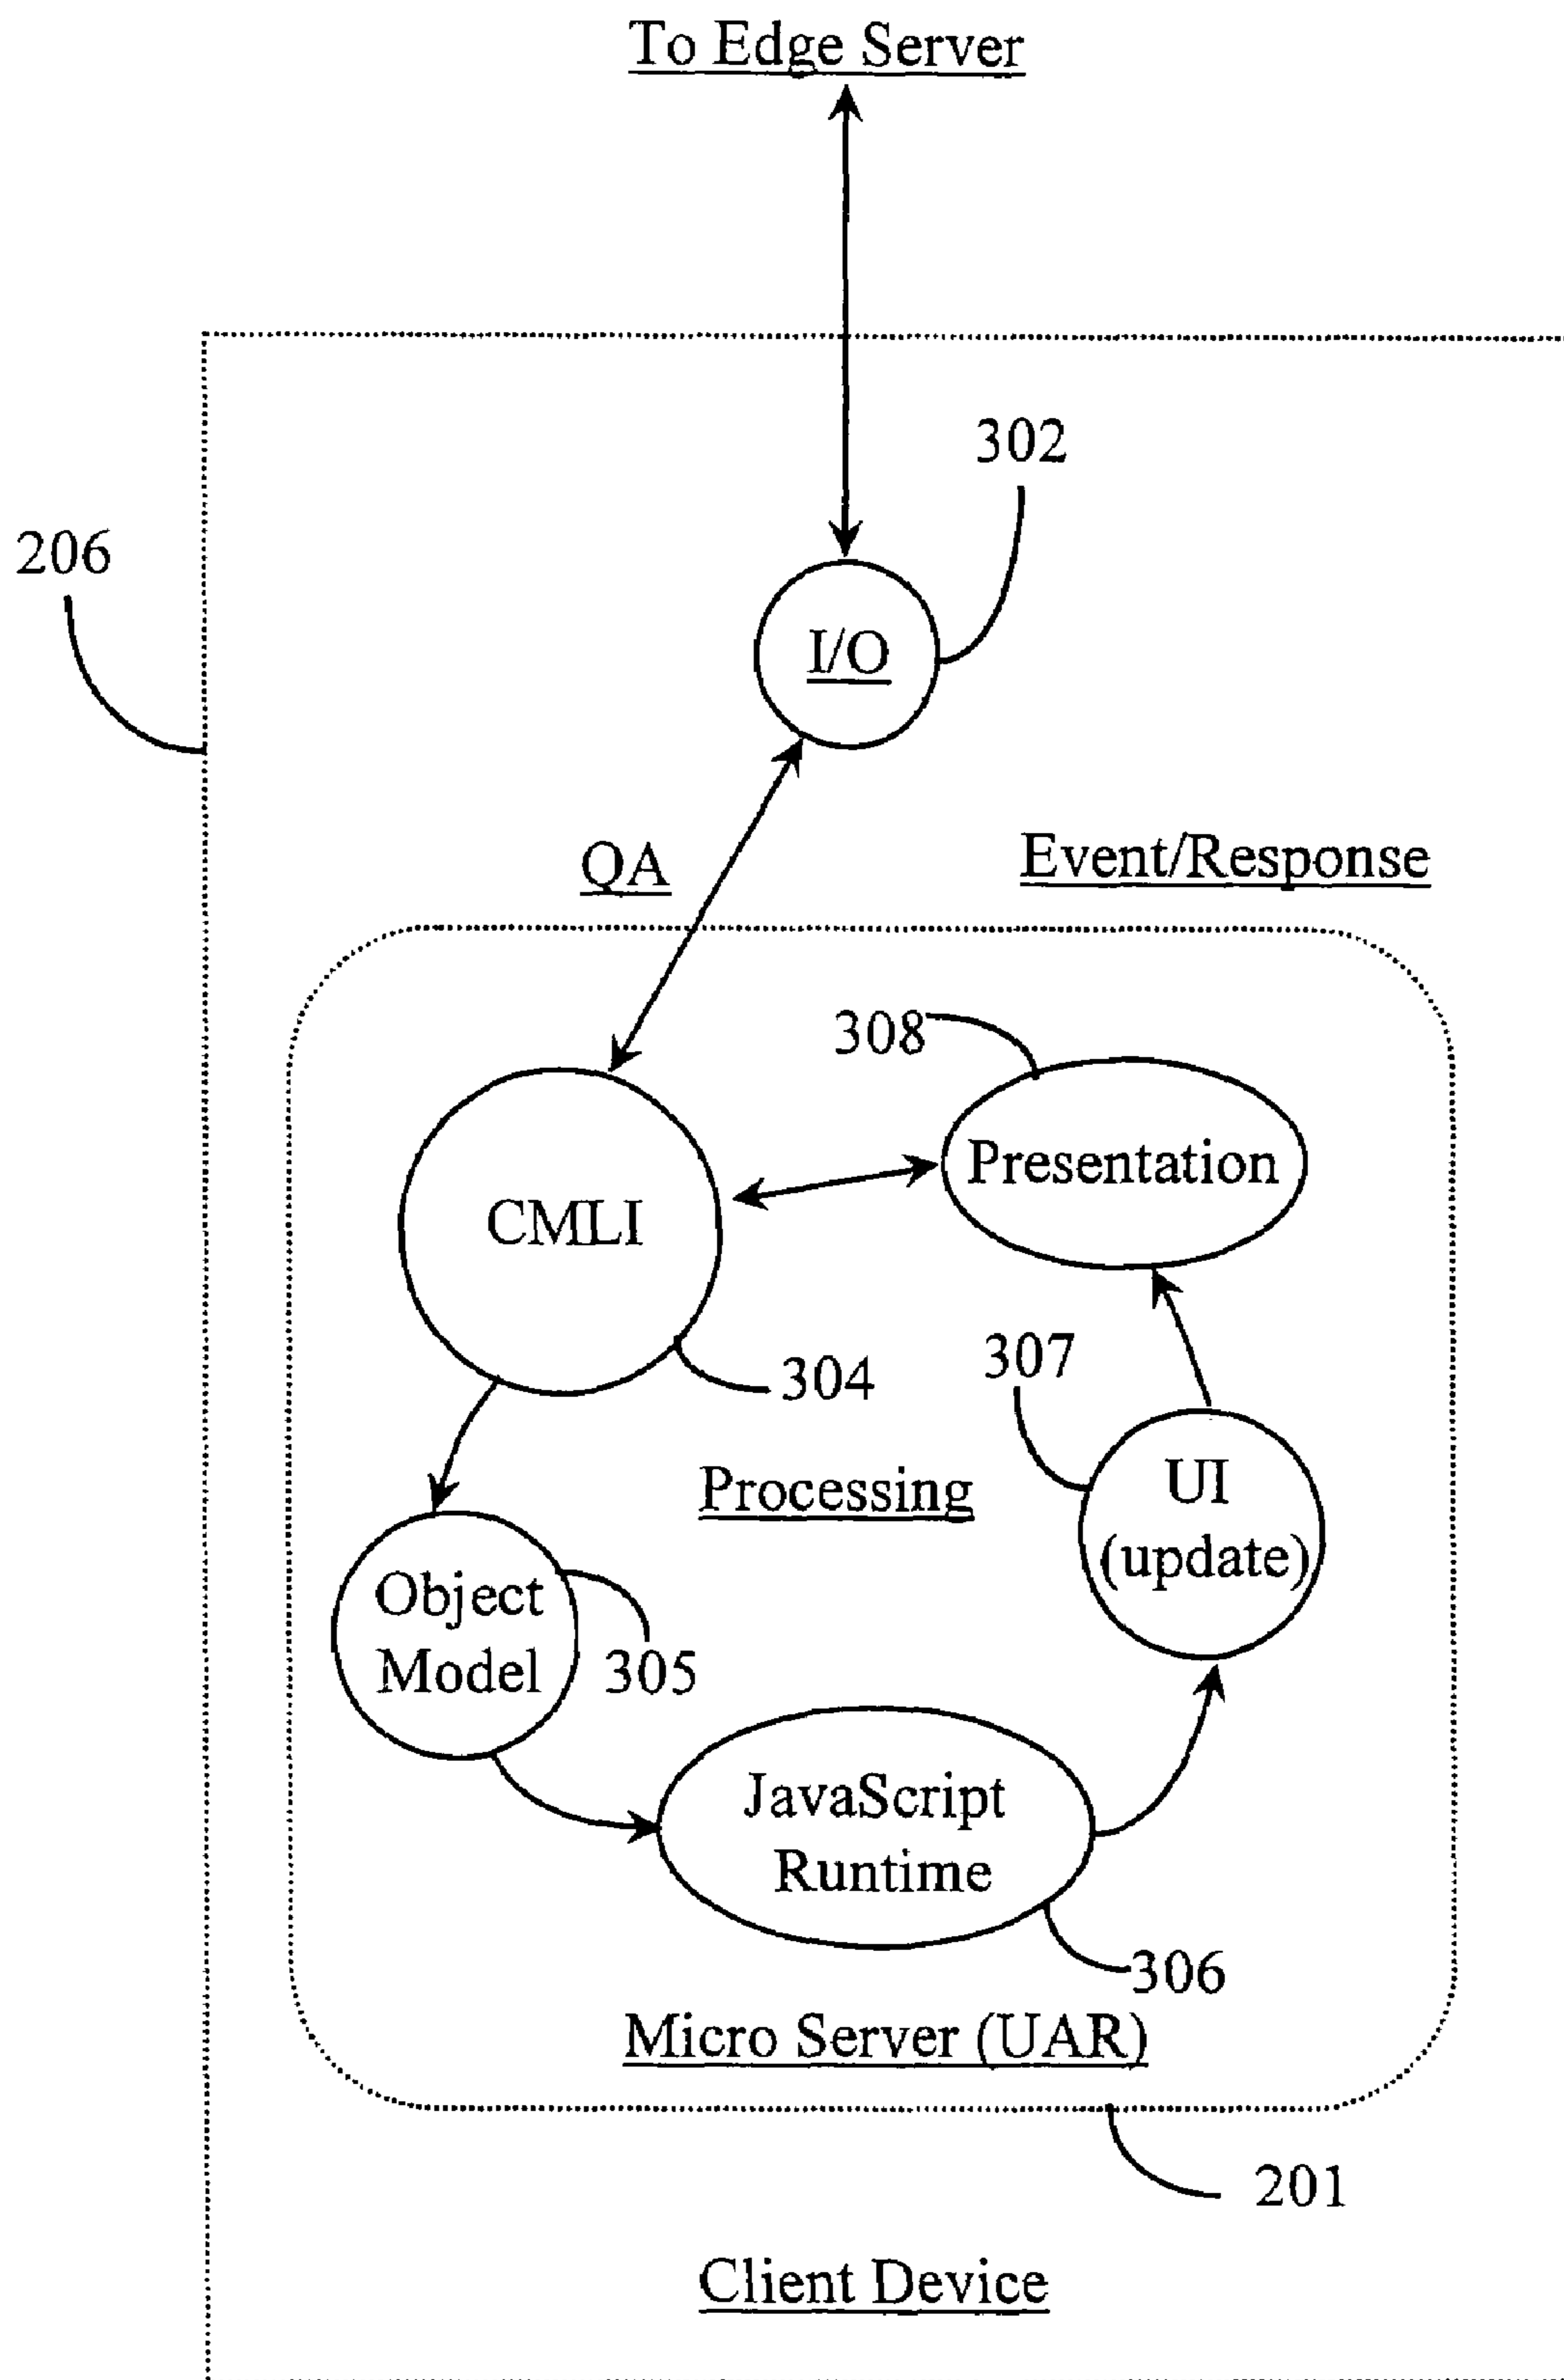 To Edge Server
302
206
I/O
QA
Event/Response
308
Presentation
CMLI
304
307
Processing
UI
(update)
Object
Model
305
JavaScript
Runtime
306
Micro Server (UAR)
201
Client Device